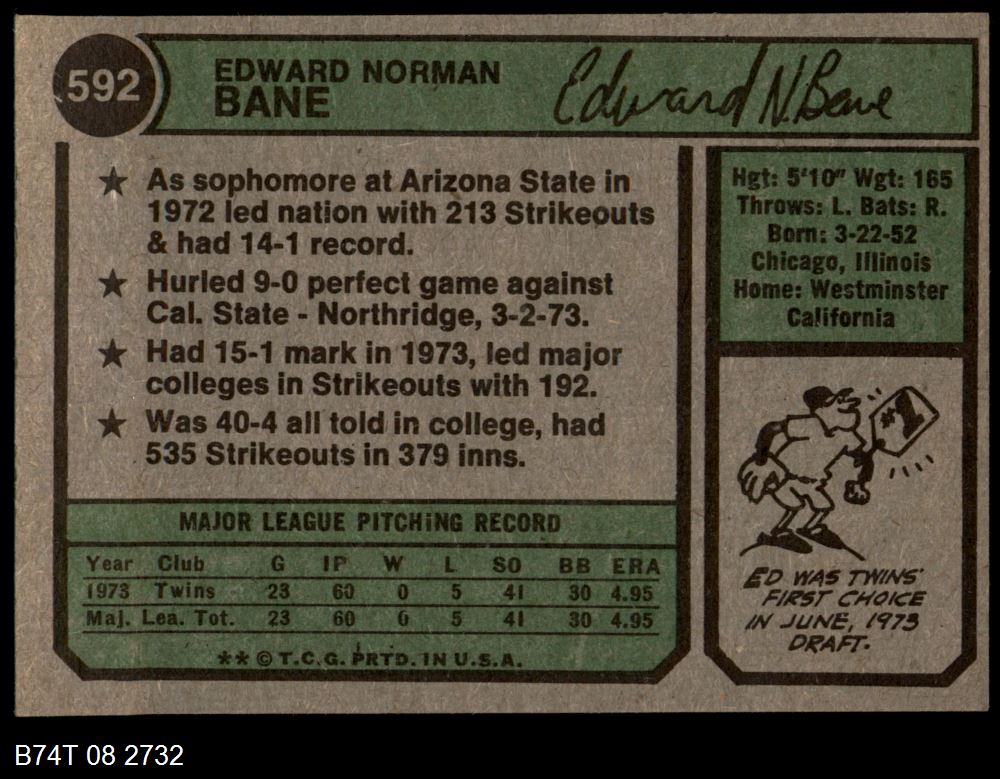 592
EDWARD NORMAN
BANE
Edward N. Bane
★ As sophomore at Arizona State in
1972 led nation with 213 Strikeouts
& had 14-1 record.
★ Hurled 9-0 perfect game against
Cal. State - Northridge, 3-2-73.
★ Had 15-1 mark in 1973, led major
colleges in Strikeouts with 192.
★ Was 40-4 all told in college, had
535 Strikeouts in 379 inns.
MAJOR LEAGUE PITCHING RECORD
Year Club G IP W L SO BB ERA
1973 Twins 23 60 0 5 41 30 4.95
Maj. Lea. Tot. 23 60 0 5 41 30 4.95
** © T.C.G. PRTD. IN U.S.A.
Hgt: 5'10" Wgt: 165
Throws: L. Bats: R.
Born: 3-22-52
Chicago, Illinois
Home: Westminster
California
#1
ED WAS TWINS'
FIRST CHOICE
IN JUNE, 1973
DRAFT.
B74T 08 2732